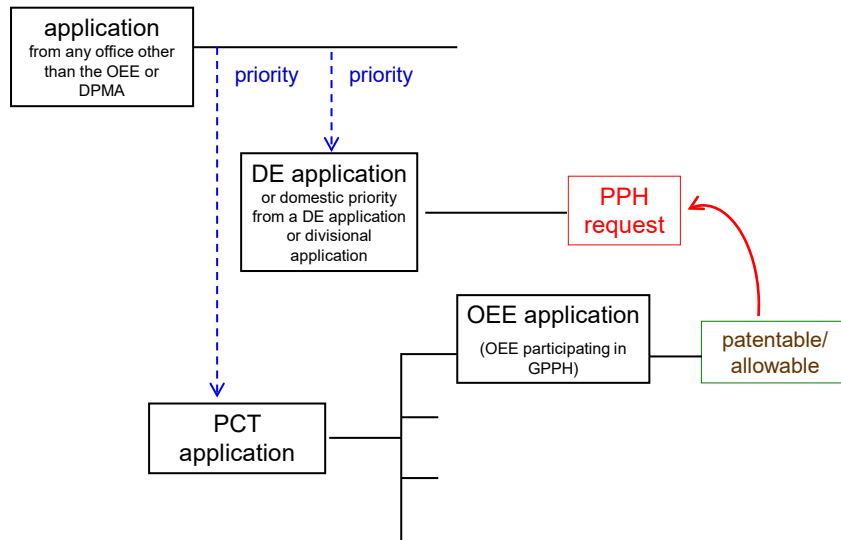 application
from any office other
than the OEE or
DPMA
priority
priority
DE application
or domestic priority
from a DE application
or divisional
application
PPH
request
OEE application
(OEE participating in
GPPH)
patentable/
allowable
PCT
application